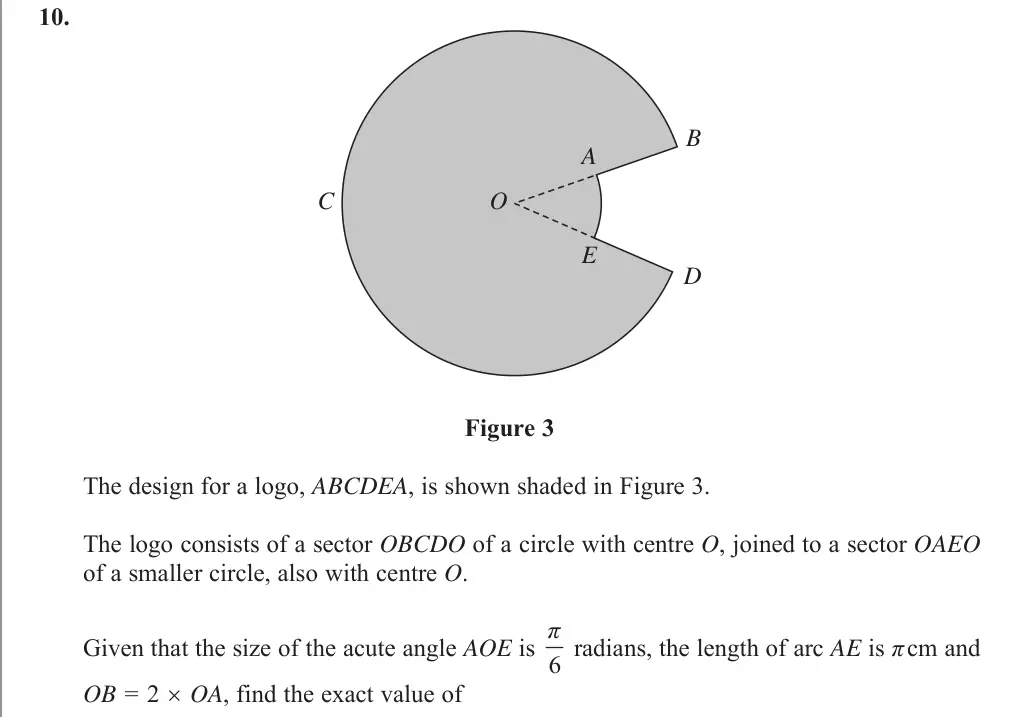 10.
B
A
C
O
E
D
Figure 3
The design for a logo, ABCDEA, is shown shaded in Figure 3.
The logo consists of a sector OBCDO of a circle with centre O, joined to a sector OAEO
of a smaller circle, also with centre O.
Given that the size of the acute angle AOE is π/6 radians, the length of arc AE is π cm and
OB = 2 × OA, find the exact value of